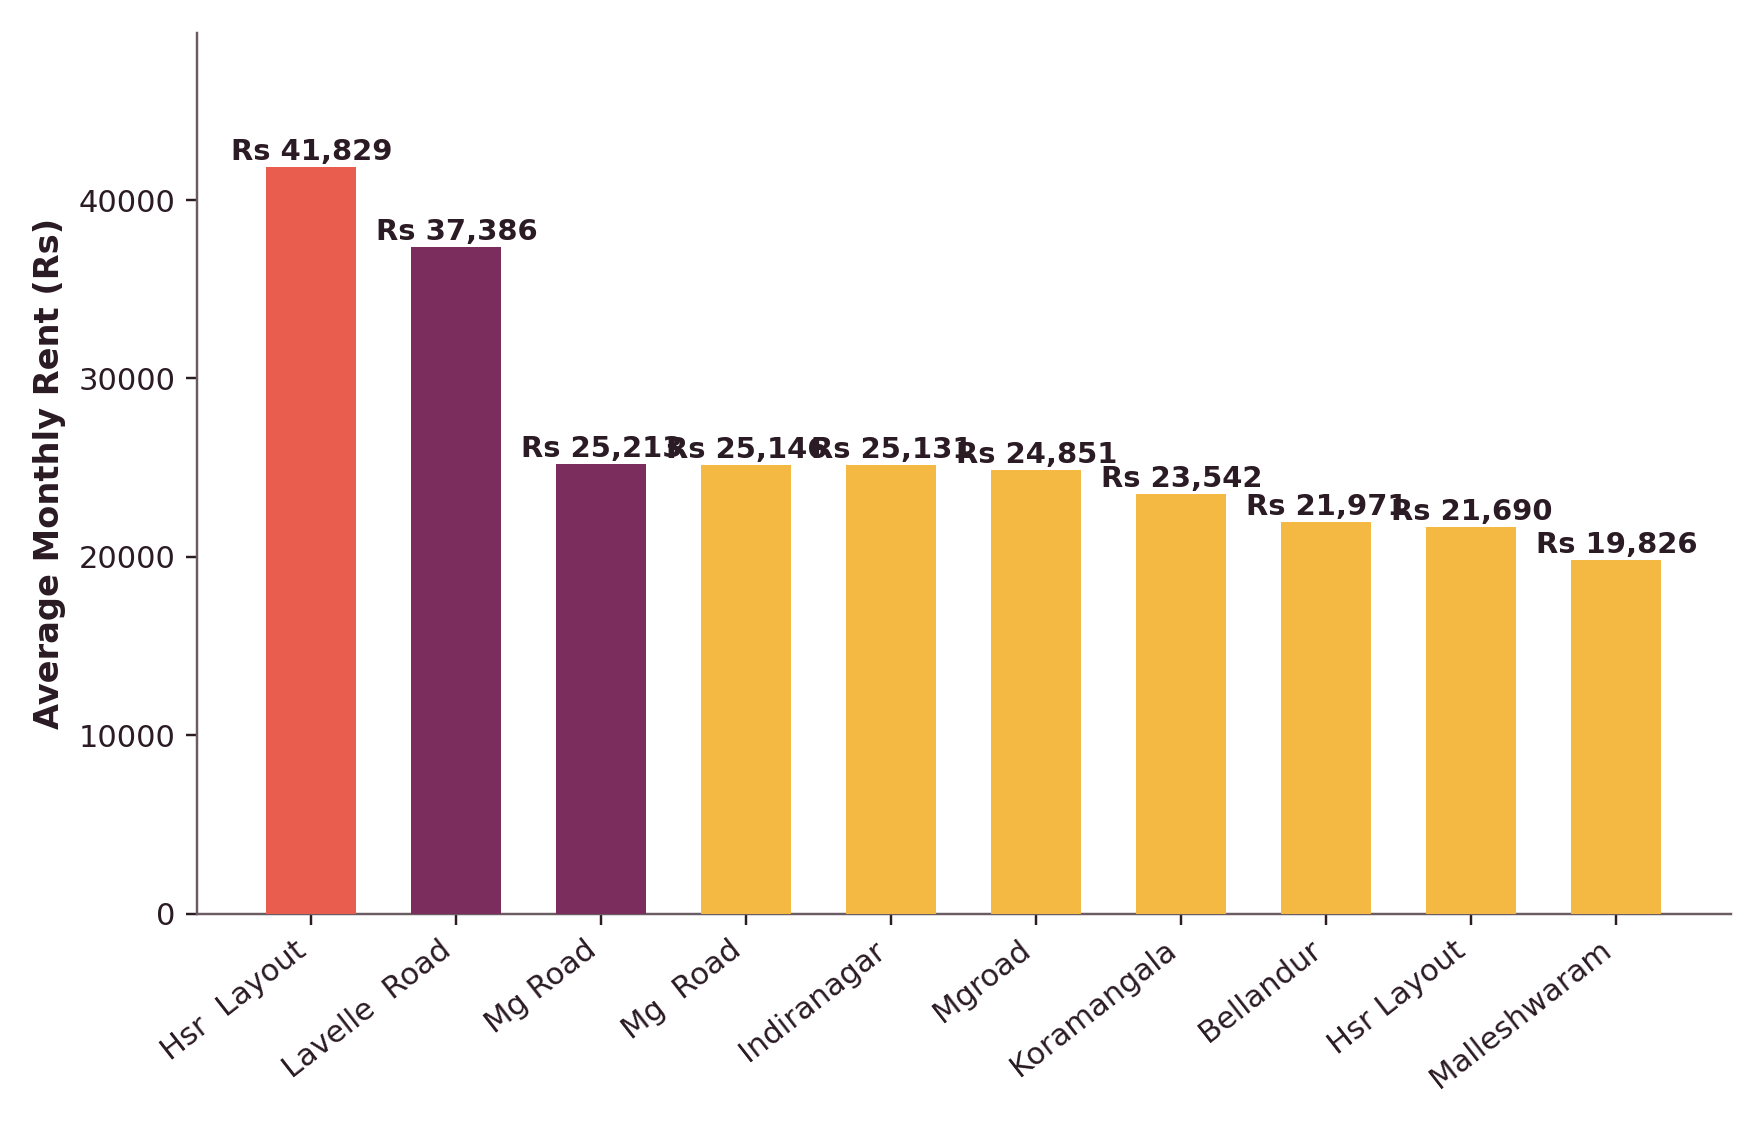 Rs 41,829
Rs 37,386
Rs 25,213
Rs 25,146
Rs 25,131
Rs 24,851
Rs 23,542
Rs 21,971
Rs 21,690
Rs 19,826
Average Monthly Rent (Rs)
40000
30000
20000
10000
0
Hsr  Layout
Lavelle  Road
Mg Road
Mg  Road
Indiranagar
Mgroad
Koramangala
Bellandur
Hsr Layout
Malleshwaram